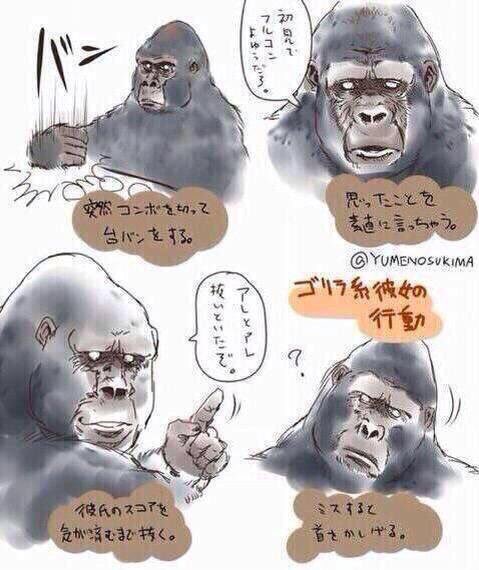 バン
突然コンボを切って
台バンをする。
初見で
フルコン
よゆうだろ。
思ったことを
素直に言っちゃう。
@YUMENOSUKIMA
アレとアレ
抜いといたぞ。
彼氏のスコアを
気が済むまで抜く。
ゴリラ系彼女の
行動
?
ミスすると
首をかしげる。